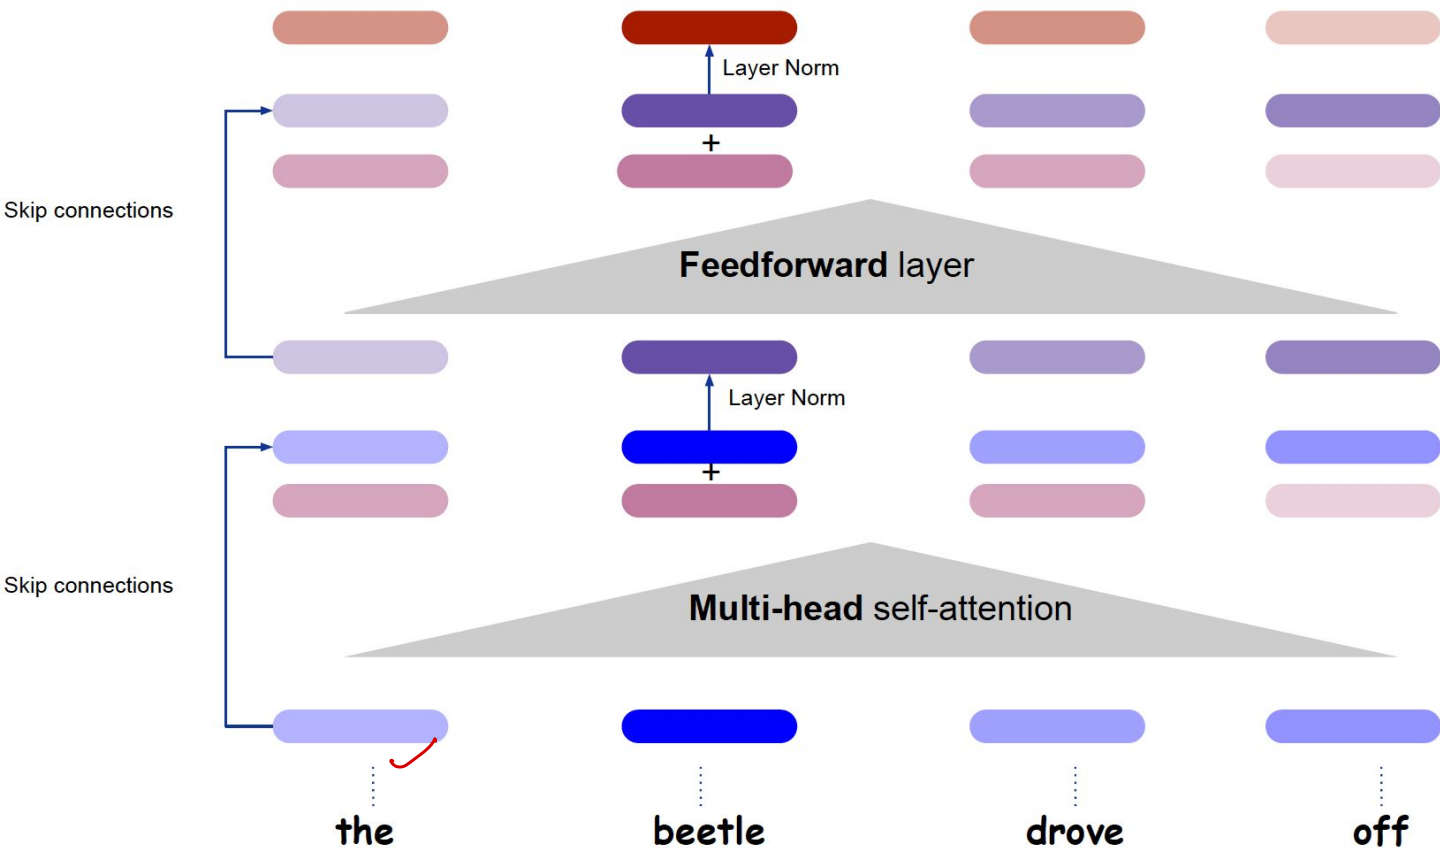 Layer Norm
+
Skip connections
Feedforward layer
Layer Norm
+
Skip connections
Multi-head self-attention
the beetle drove off